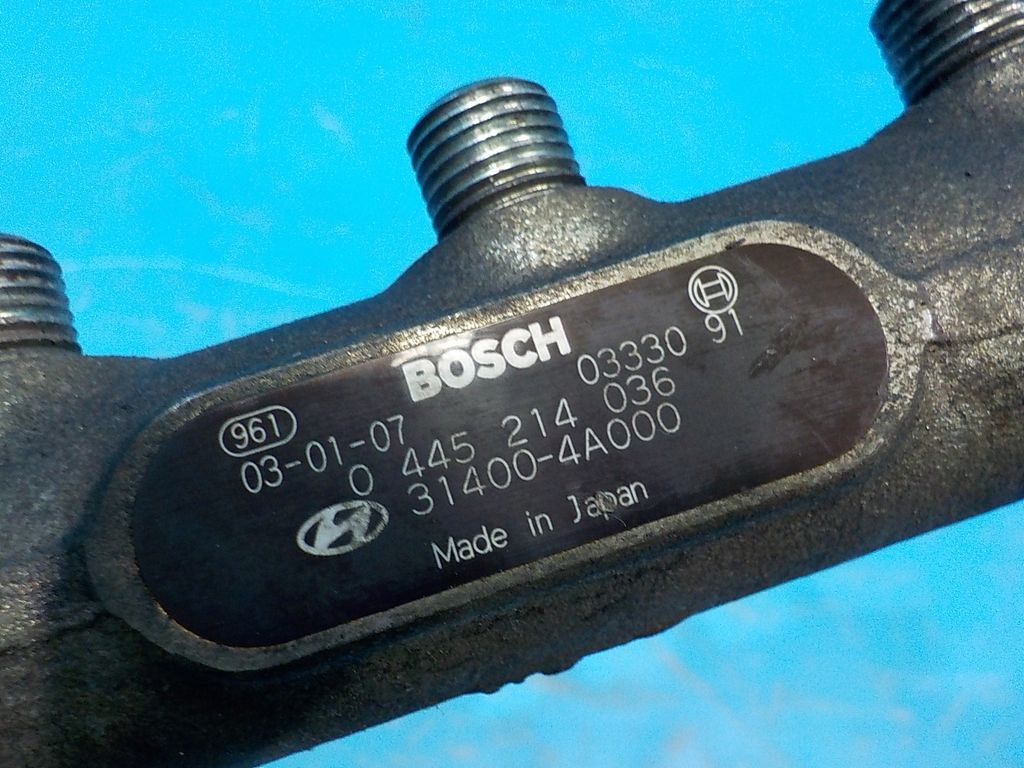 BOSCH
961
03-01-07 03330 91
0 445 214 036
31400-4A000
Made in Japan